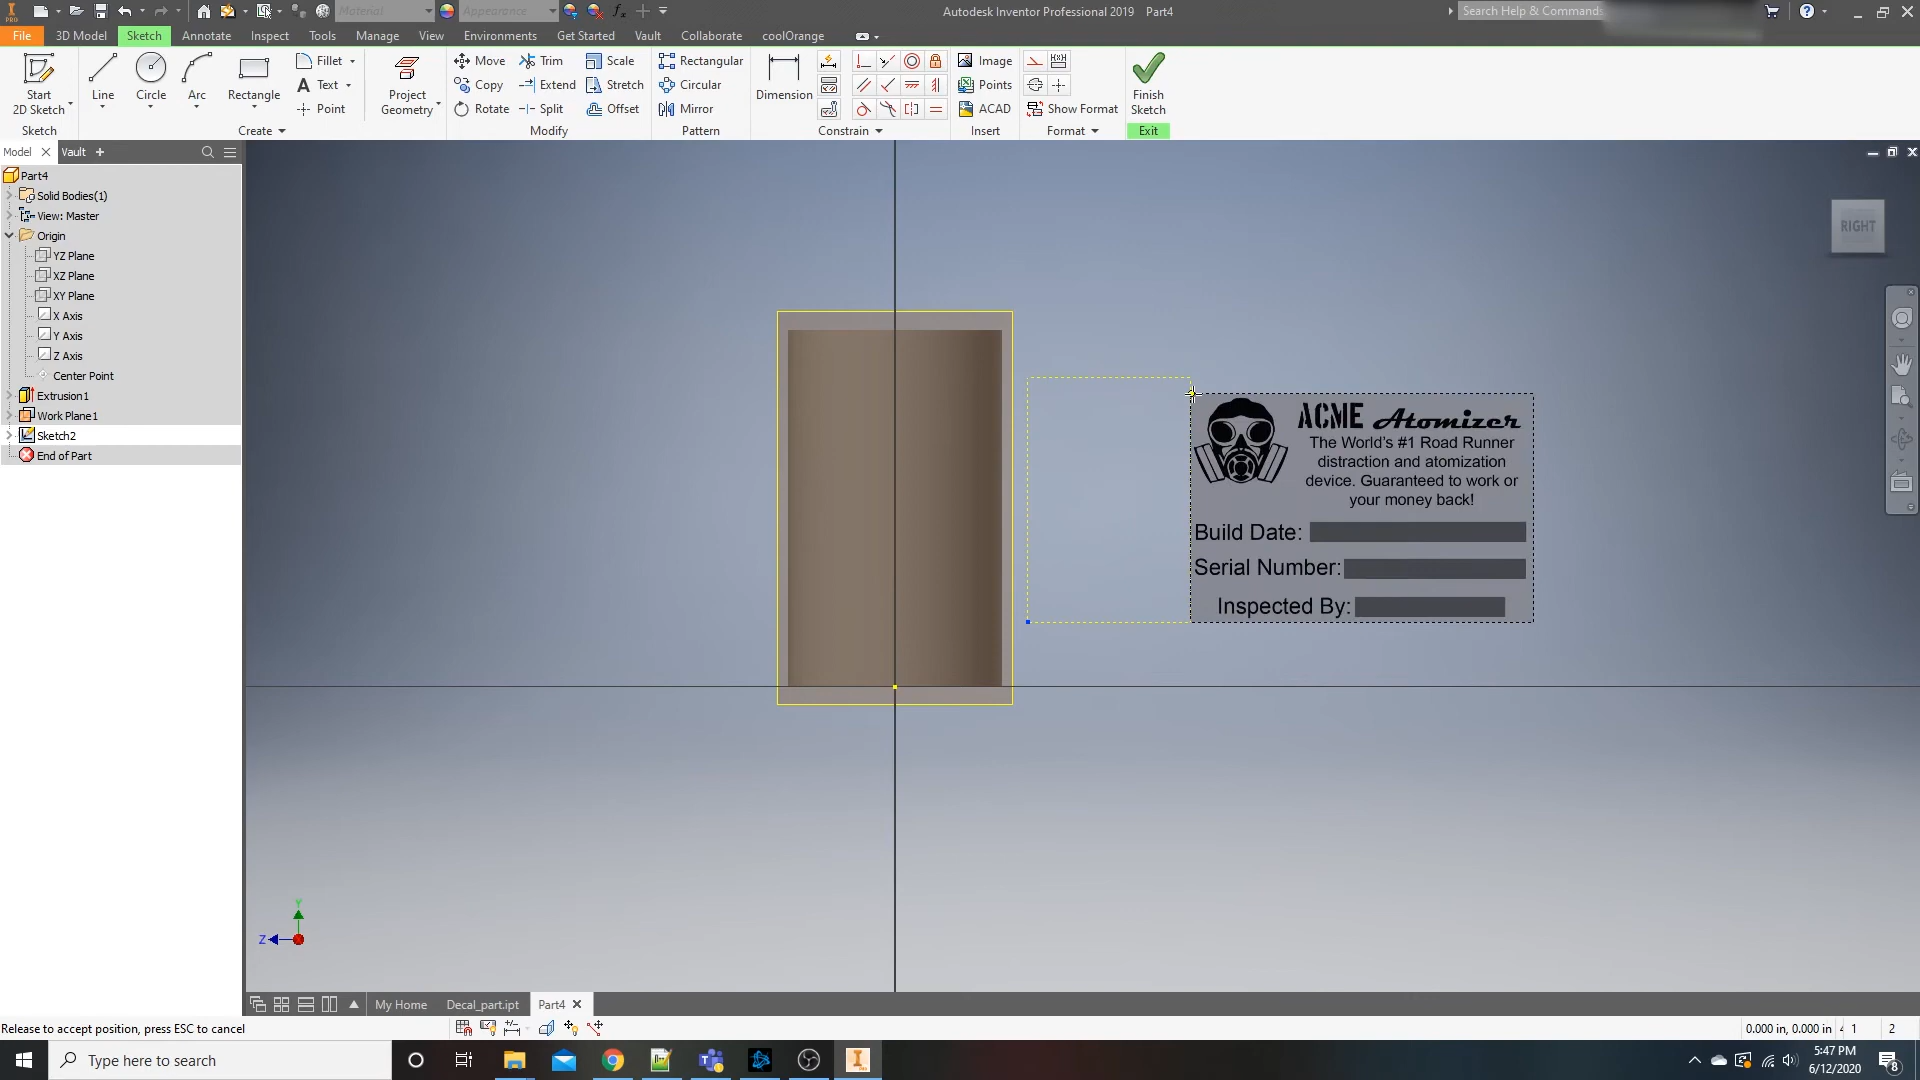 Material
Appearance
Autodesk Inventor Professional 2019 Part4
Search Help & Commands
PRO
File 3D Model Sketch Annotate Inspect Tools Manage View Environments Get Started Vault Collaborate coolOrange
Start
2D Sketch
Line
Circle
Arc
Rectangle
Fillet
Text
Point
Project
Geometry
Move
Copy
Rotate
Trim
Extend
Split
Scale
Stretch
Offset
Rectangular
Circular
Mirror
Dimension
Image
Points
ACAD
Show Format
Finish
Sketch
Sketch
Create
Modify
Pattern
Constrain
Insert
Format
Exit
Model
Vault
Part4
Solid Bodies(1)
View: Master
Origin
YZ Plane
XZ Plane
XY Plane
X Axis
Y Axis
Z Axis
Center Point
Extrusion1
Work Plane1
Sketch2
End of Part
RIGHT
ACME Atomizer
The World's #1 Road Runner
distraction and atomization
device. Guaranteed to work or
your money back!
Build Date:
Serial Number:
Inspected By:
Y
Z
My Home
Decal_part.ipt
Part4
Release to accept position, press ESC to cancel
0.000 in, 0.000 in
1
2
Type here to search
5:47 PM
6/12/2020
8